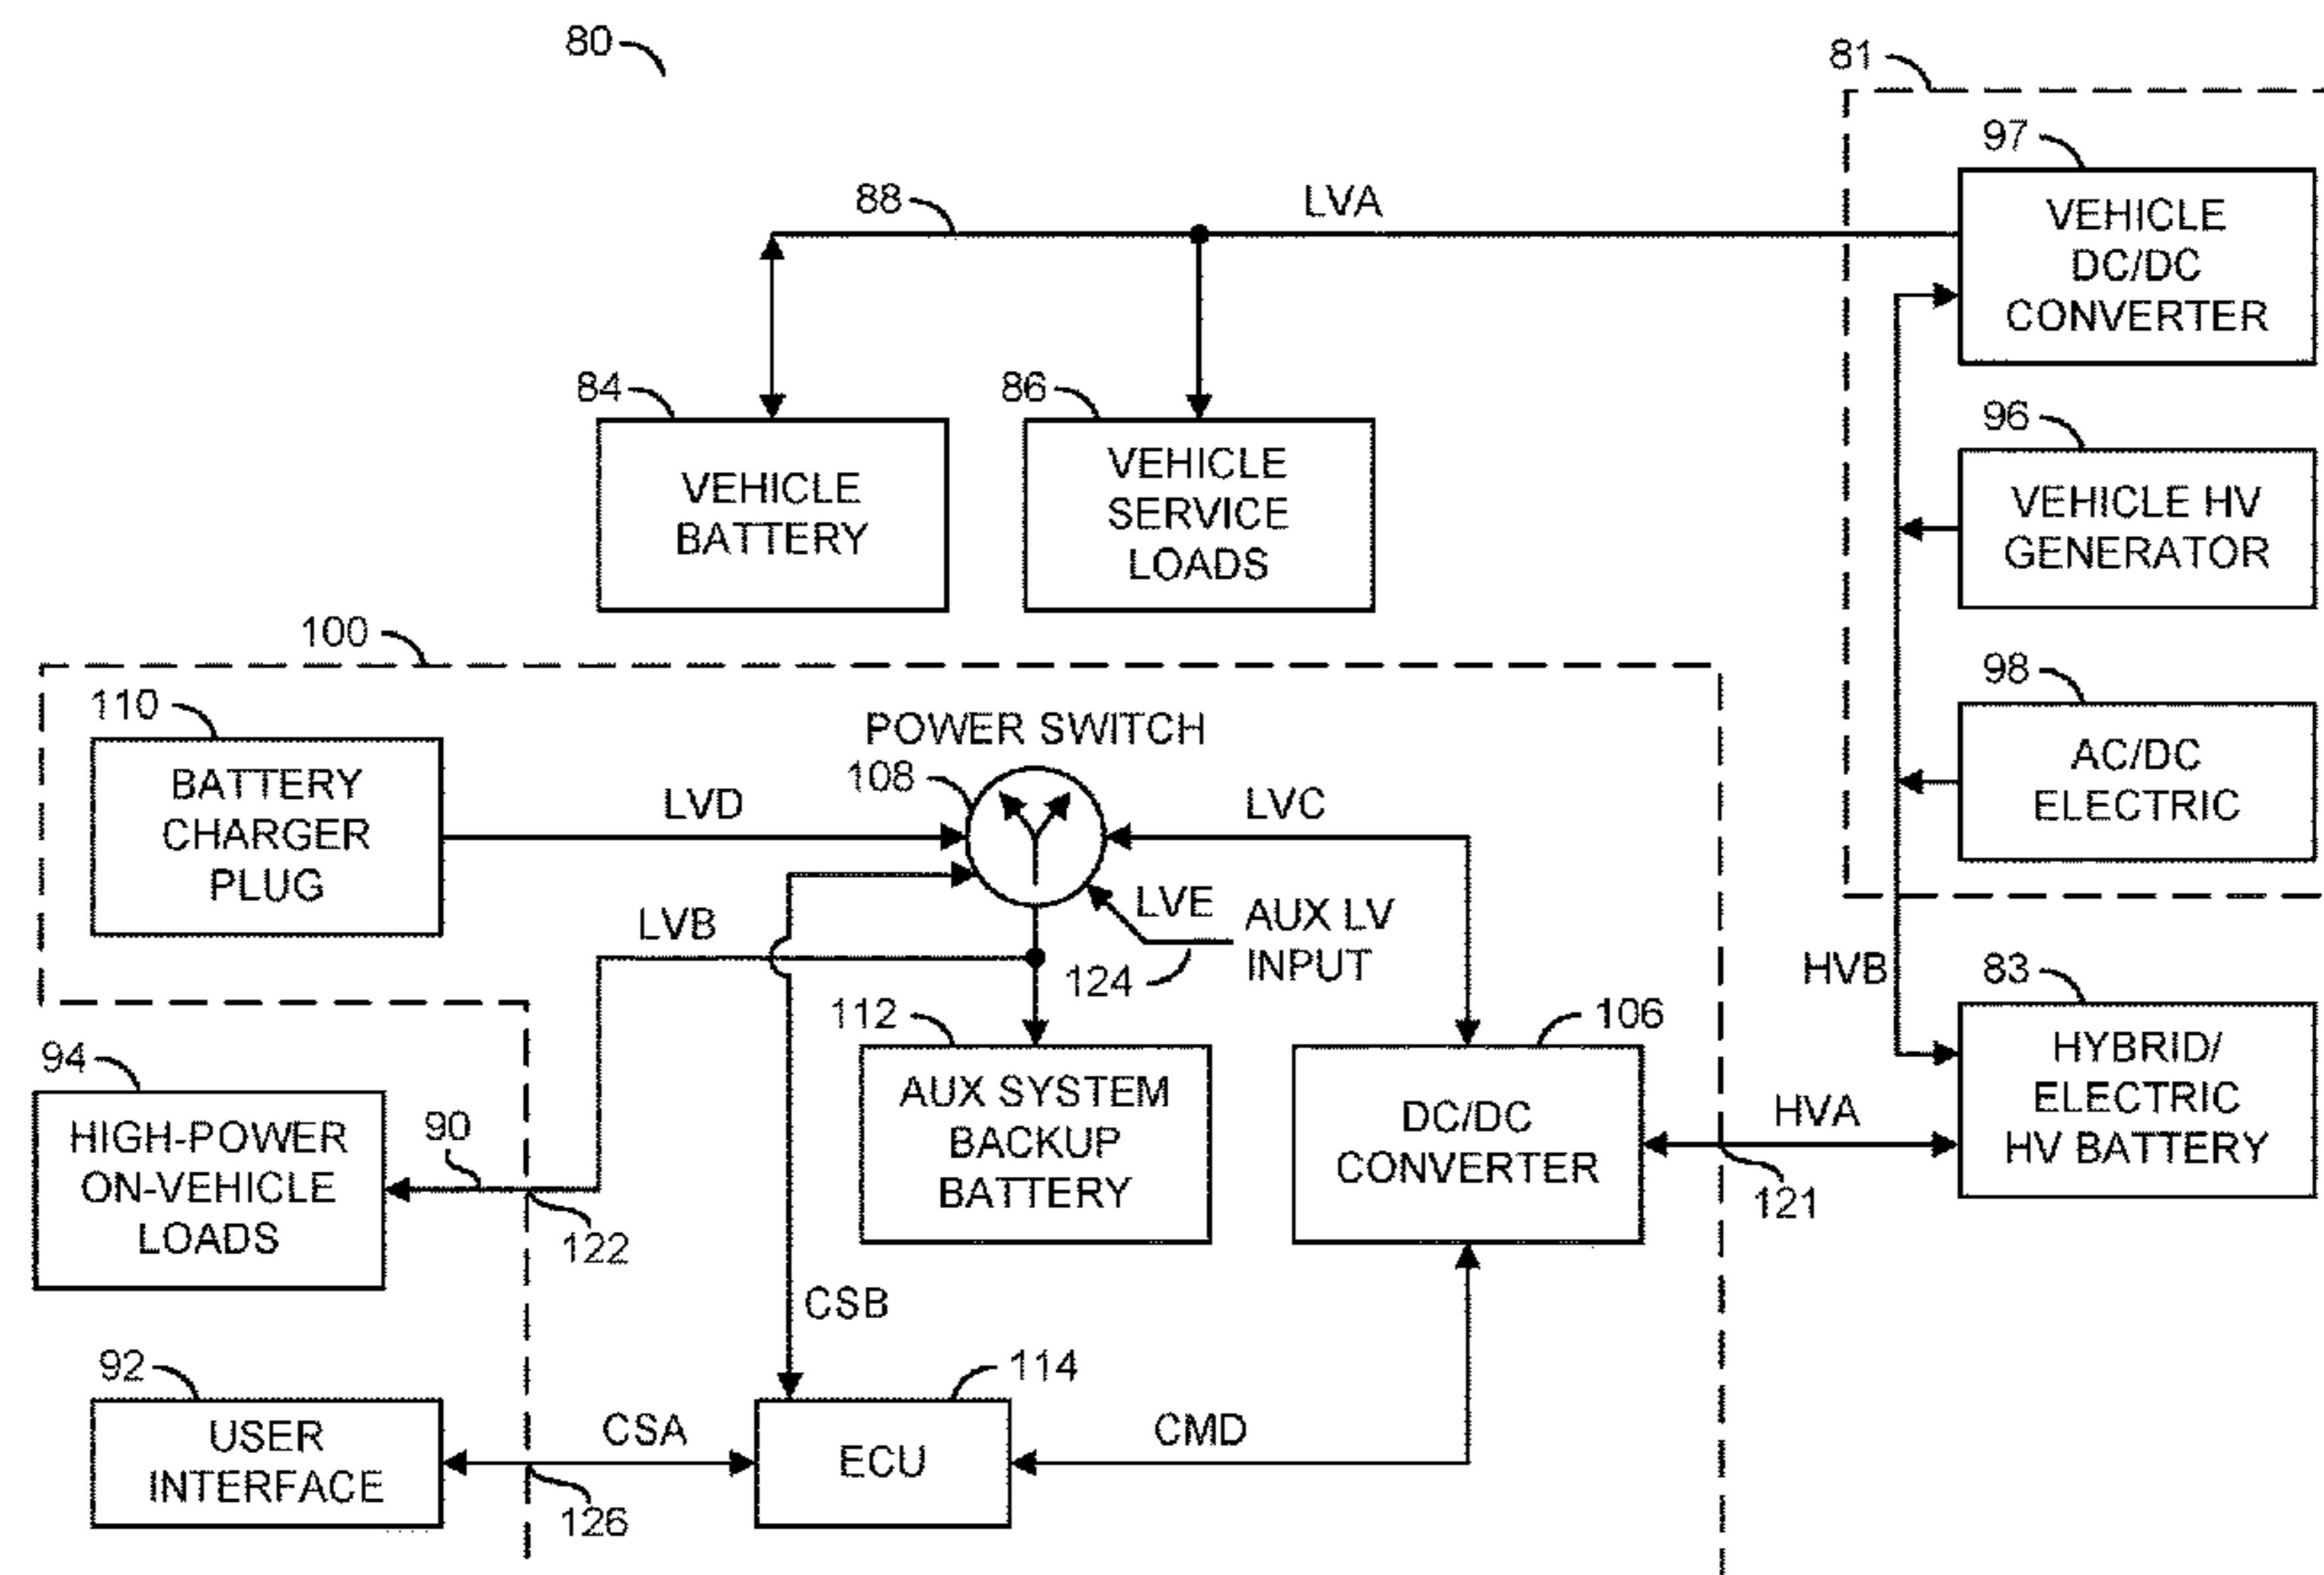 80
81
97
VEHICLE
DC/DC
CONVERTER
88
LVA
84
VEHICLE
BATTERY
86
VEHICLE
SERVICE
LOADS
96
VEHICLE HV
GENERATOR
100
98
AC/DC
ELECTRIC
110
BATTERY
CHARGER
PLUG
POWER SWITCH
108
LVD
LVC
LVB
LVE
AUX LV
INPUT
124
HVB
83
HYBRID/
ELECTRIC
HV BATTERY
112
AUX SYSTEM
BACKUP
BATTERY
106
DC/DC
CONVERTER
HVA
121
94
HIGH-POWER
ON-VEHICLE
LOADS
90
122
CSB
92
USER
INTERFACE
CSA
126
114
ECU
CMD